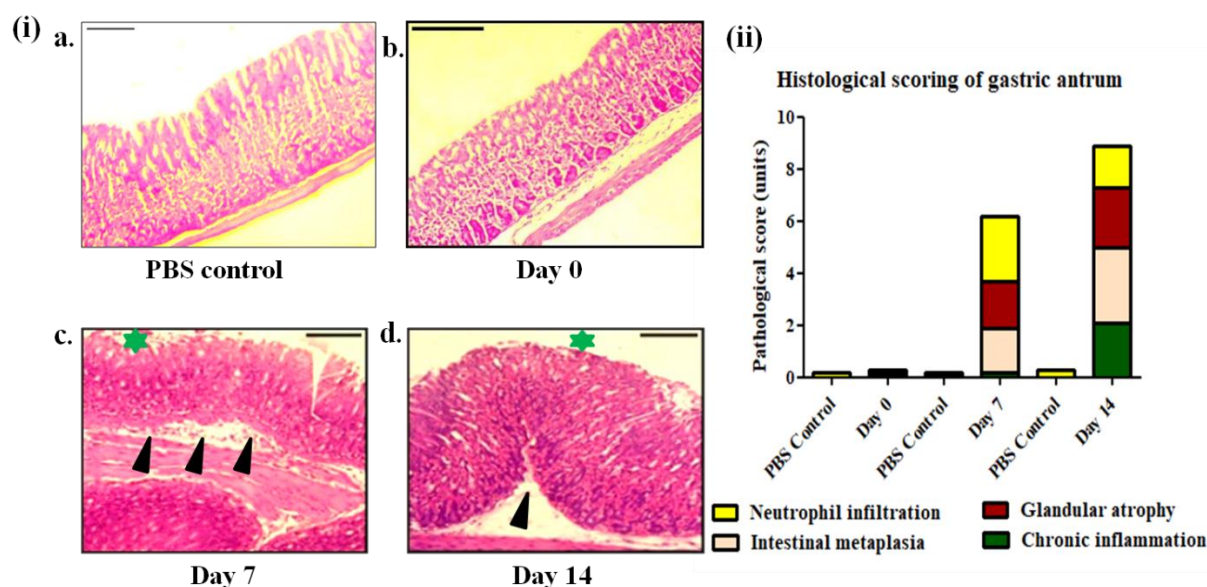 (i)
a.
b.
PBS control
Day 0
c.
d.
Day 7
Day 14
(ii)
Histological scoring of gastric antrum
Pathological score (units)
10
8
6
4
2
0
PBS Control
Day 0
PBS Control
Day 7
PBS Control
Day 14
Neutrophil infiltration
Glandular atrophy
Intestinal metaplasia
Chronic inflammation